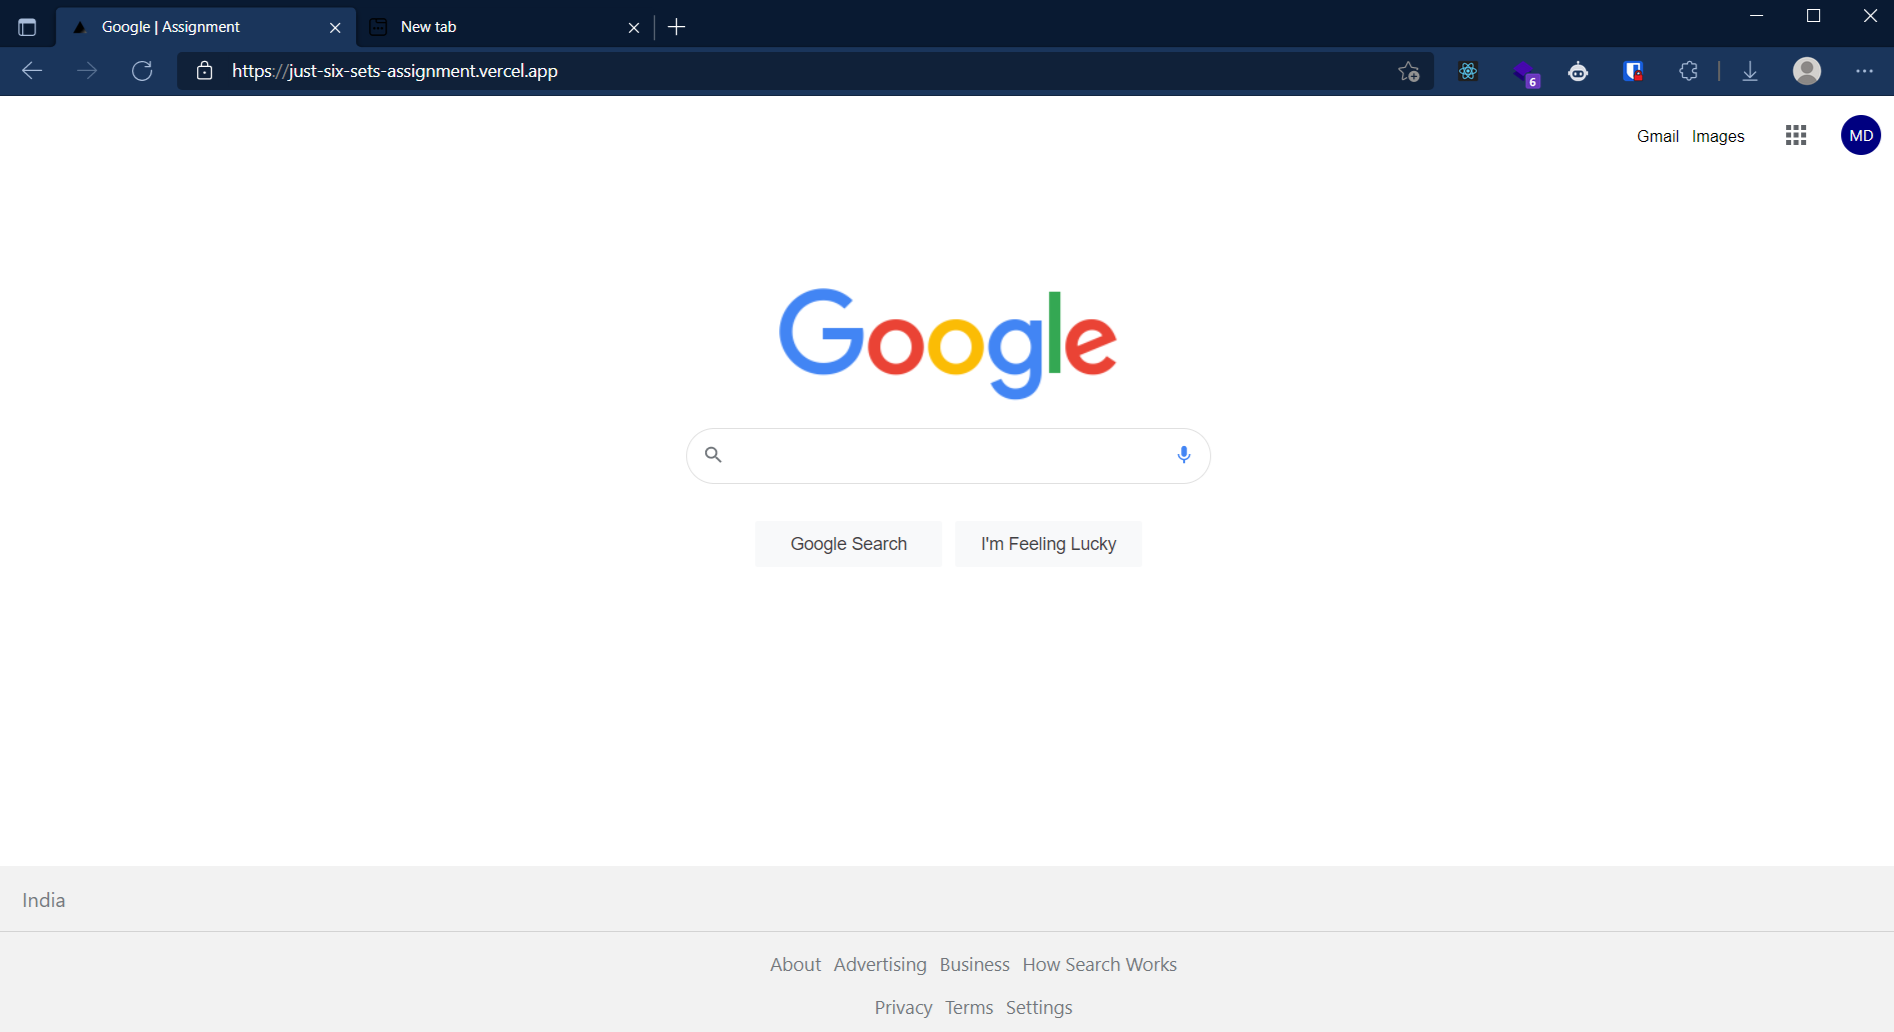 Google | Assignment New tab
https://just-six-sets-assignment.vercel.app 6
Gmail Images MD
Google
Google Search I'm Feeling Lucky
India
About Advertising Business How Search Works
Privacy Terms Settings